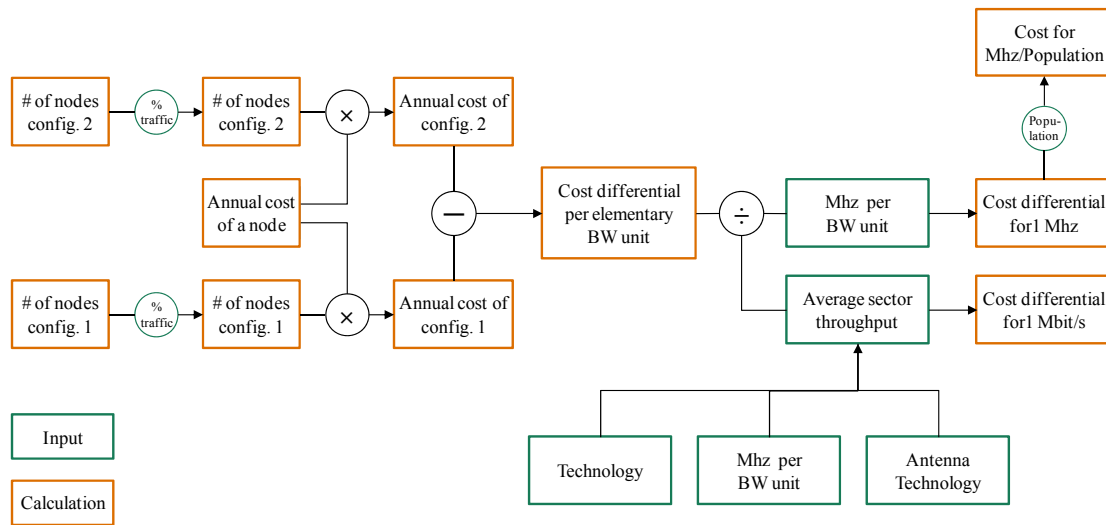 Cost for
Mhz/Population
# of nodes
config. 2
%
traffic
# of nodes
config. 2
×
Annual cost of
config. 2
Popu-
lation
Annual cost
of a node
−
Cost differential
per elementary
BW unit
÷
Mhz per
BW unit
Cost differential
for1 Mhz
# of nodes
config. 1
%
traffic
# of nodes
config. 1
×
Annual cost of
config. 1
Average sector
throughput
Cost differential
for1 Mbit/s
Input
Calculation
Technology
Mhz per
BW unit
Antenna
Technology